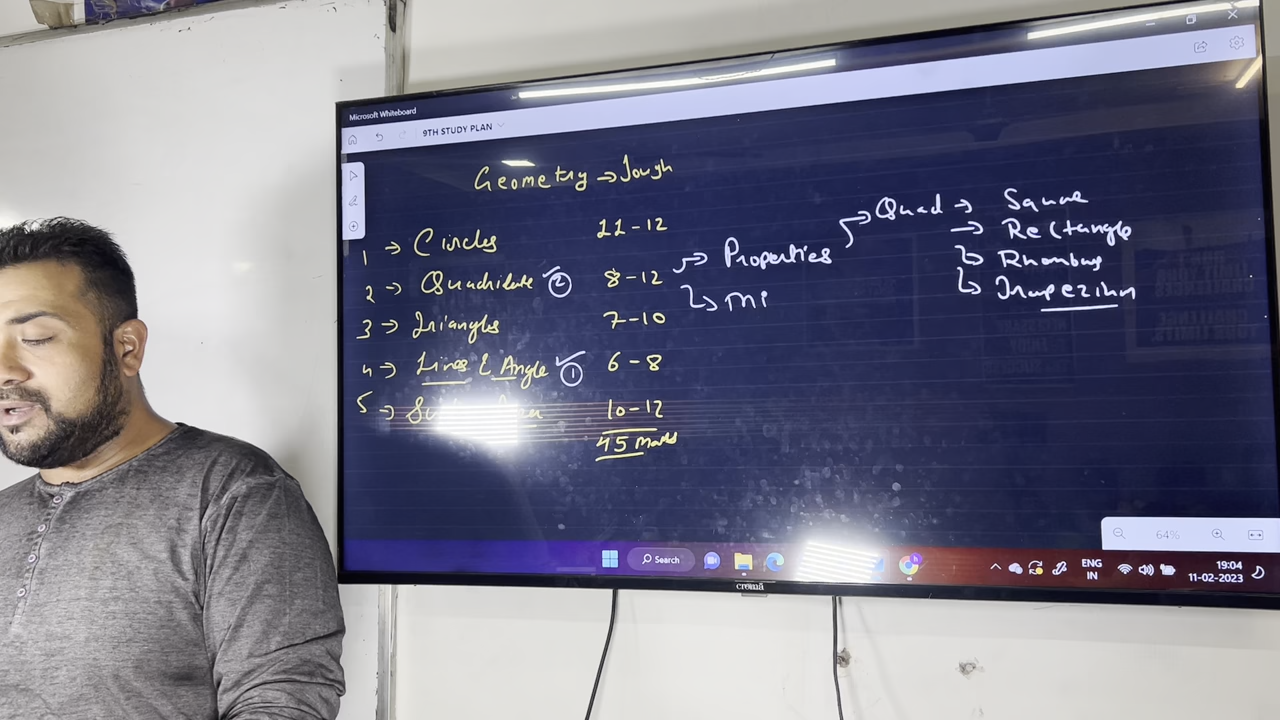 Microsoft Whiteboard
9TH STUDY PLAN
Geometry → Tough
1 → Circles 11-12
2 → Quadrilate ② 8-12
3 → Triangles 7-10
4 → Lines & Angle ① 6-8
5 → 10-12
45 Marks
→ Properties
→ MP
→ Quad → Square
→ Rectangle
→ Rhombus
→ Trapezium
64%
Search
ENG
IN
19:04
11-02-2023
cromā